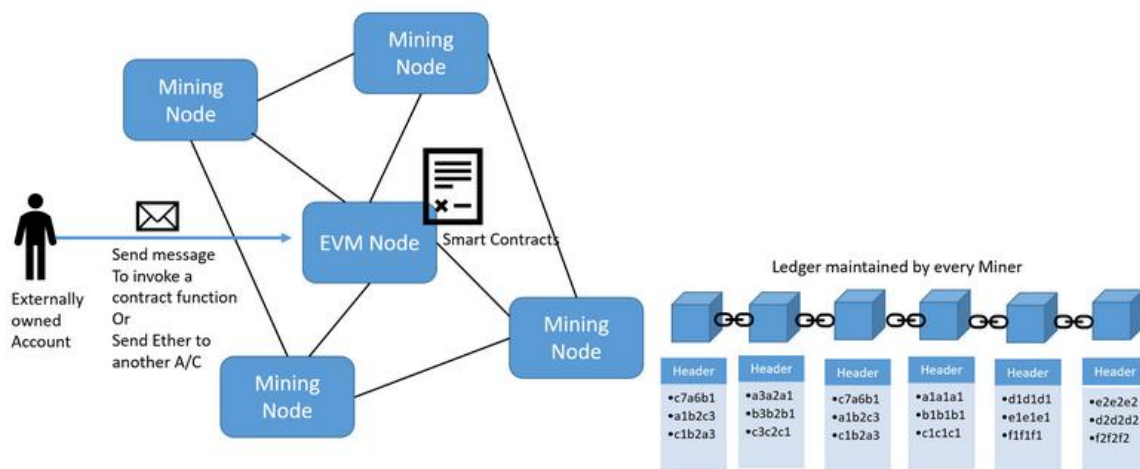 Mining
Node
Mining
Node
EVM Node
Smart Contracts
Send message
To invoke a
contract function
Or
Send Ether to
another A/C
Externally
owned
Account
Mining
Node
Mining
Node
Ledger maintained by every Miner
Header
•c7a6b1
•a1b2c3
•c1b2a3
Header
•a3a2a1
•b3b2b1
•c3c2c1
Header
•c7a6b1
•a1b2c3
•c1b2a3
Header
•a1a1a1
•b1b1b1
•c1c1c1
Header
•d1d1d1
•e1e1e1
•f1f1f1
Header
•e2e2e2
•d2d2d2
•f2f2f2